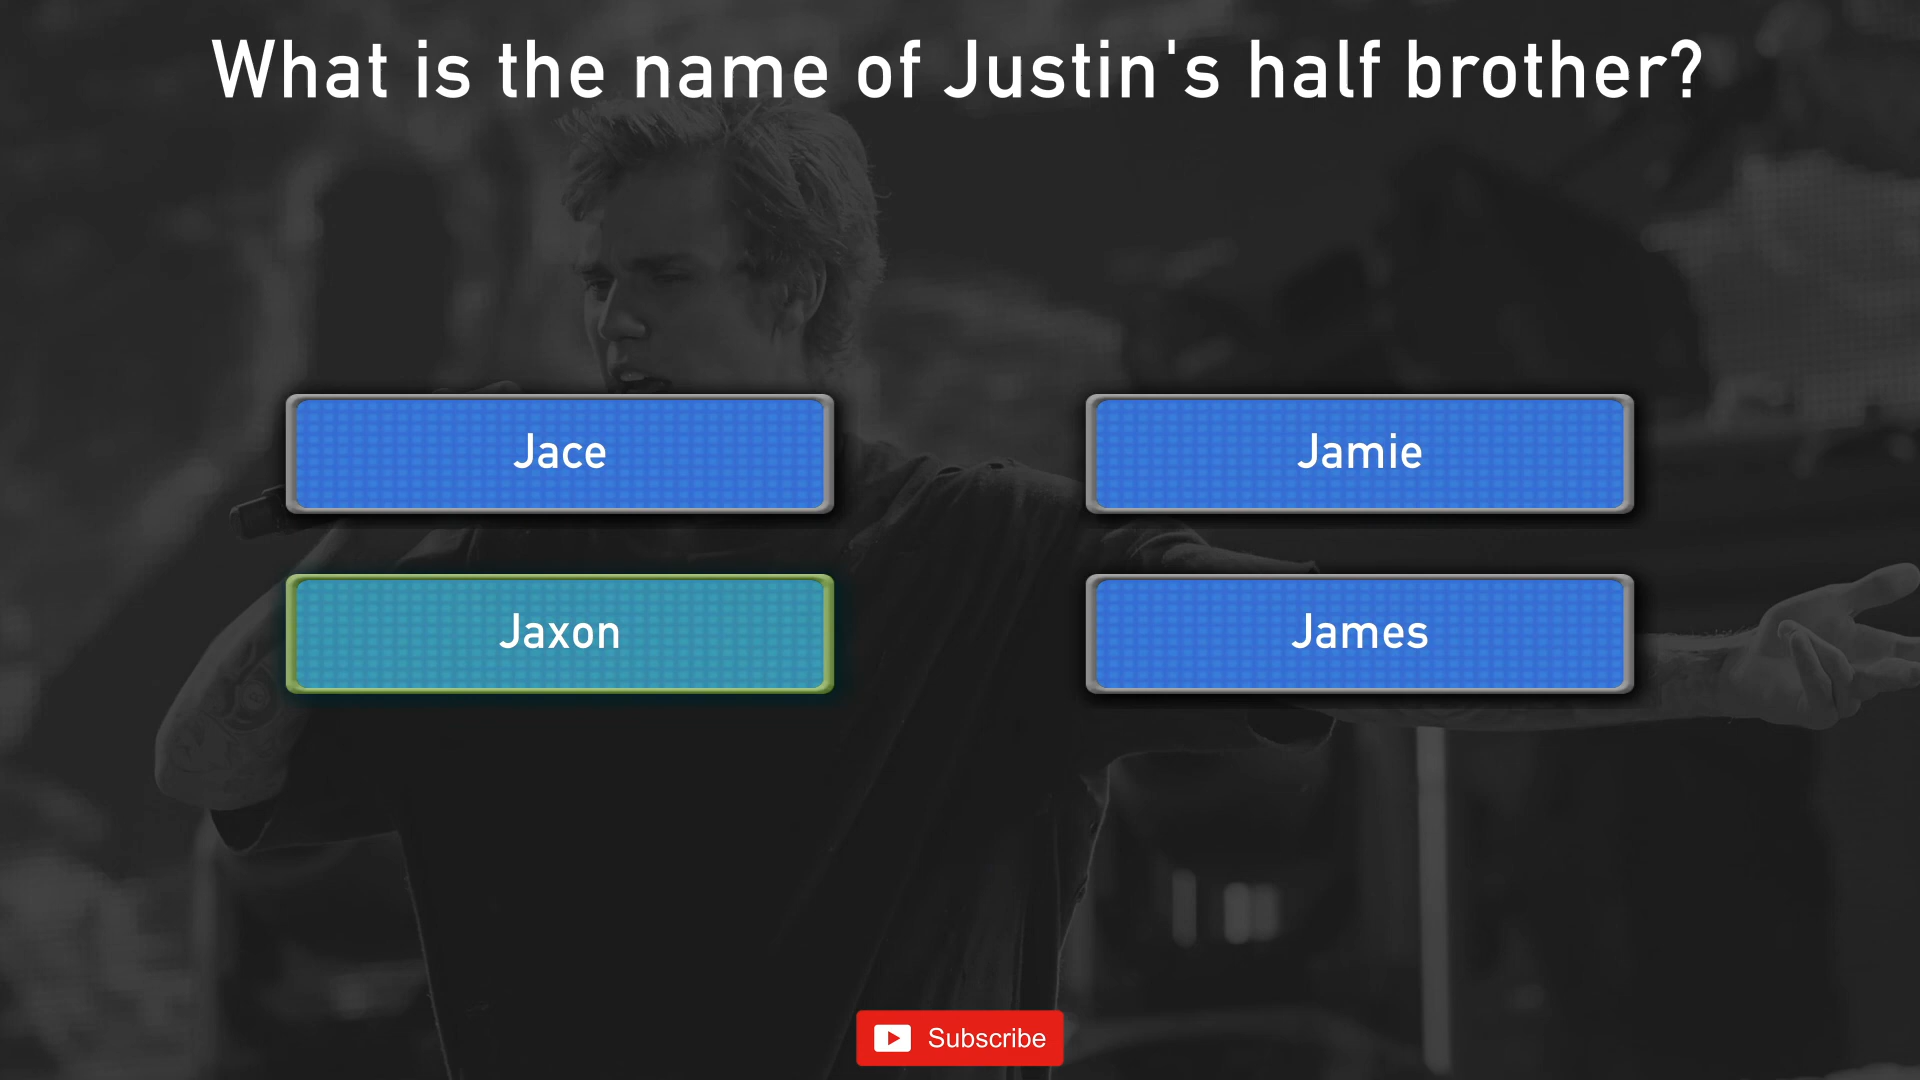 What is the name of Justin's half brother?
Jace
Jamie
Jaxon
James
Subscribe